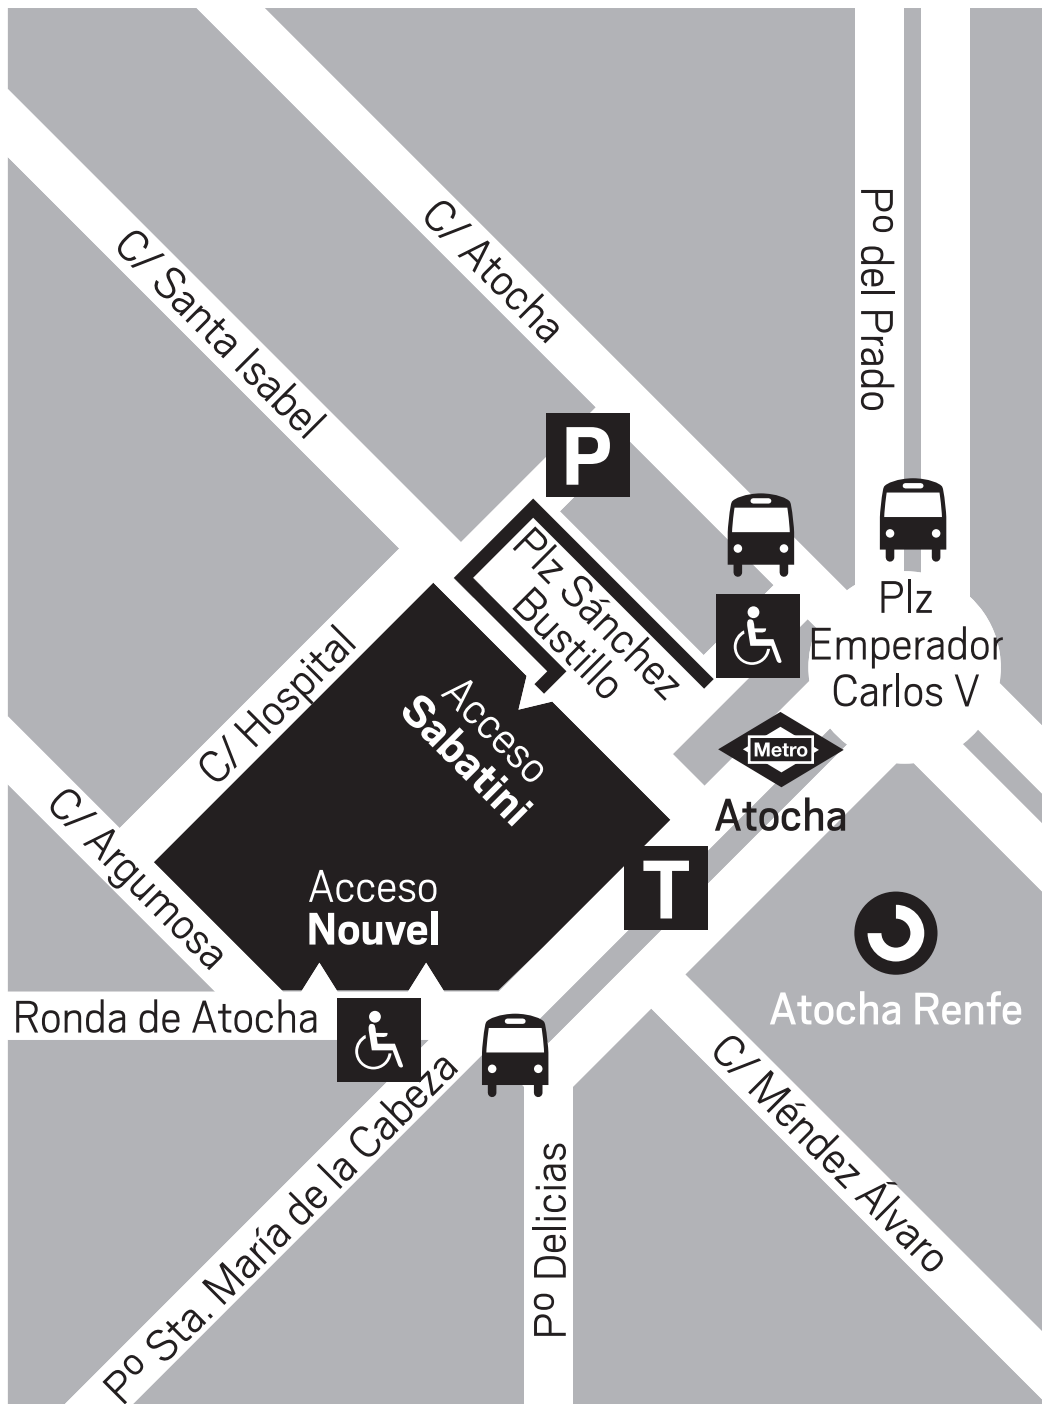 C/ Atocha
Pº del Prado
C/ Santa Isabel
P
Plz Sánchez
Bustillo
Plz
Emperador
Carlos V
C/ Hospital
Acceso
Sabatini
Metro
Atocha
C/ Argumosa
Acceso
Nouvel
T
Atocha Renfe
Ronda de Atocha
C/ Méndez Álvaro
Pº Sta. María de la Cabeza
Pº Delicias